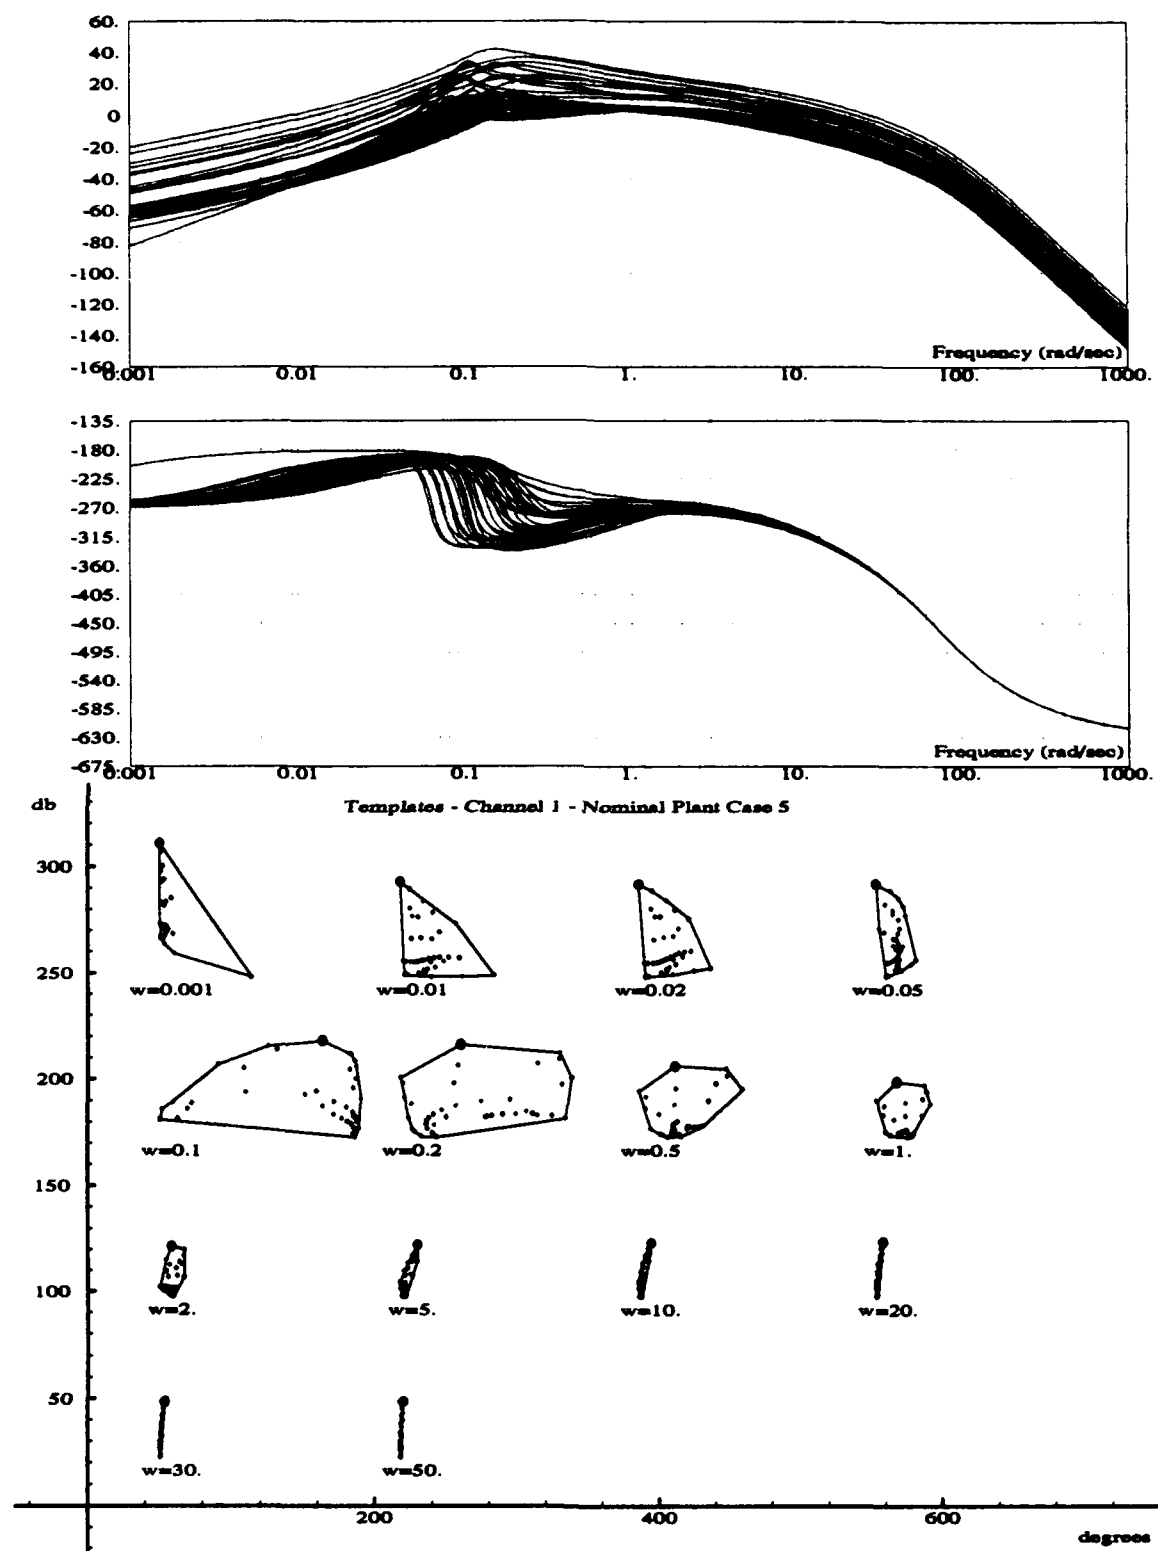 60.
40.
20.
0
-20.
-40.
-60.
-80.
-100.
-120.
-140.
-160.
Frequency (rad/sec)
0.001 0.01 0.1 1. 10. 100. 1000.
-135.
-180.
-225.
-270.
-315.
-360.
-405.
-450.
-495.
-540.
-585.
-630.
-675.
Frequency (rad/sec)
0.001 0.01 0.1 1. 10. 100. 1000.
db
Templates - Channel 1 - Nominal Plant Case 5
300
250
w=0.001 w=0.01 w=0.02 w=0.05
200
w=0.1 w=0.2 w=0.5 w=1.
150
100
w=2. w=5. w=10. w=20.
50
w=30. w=50.
200 400 600
degrees